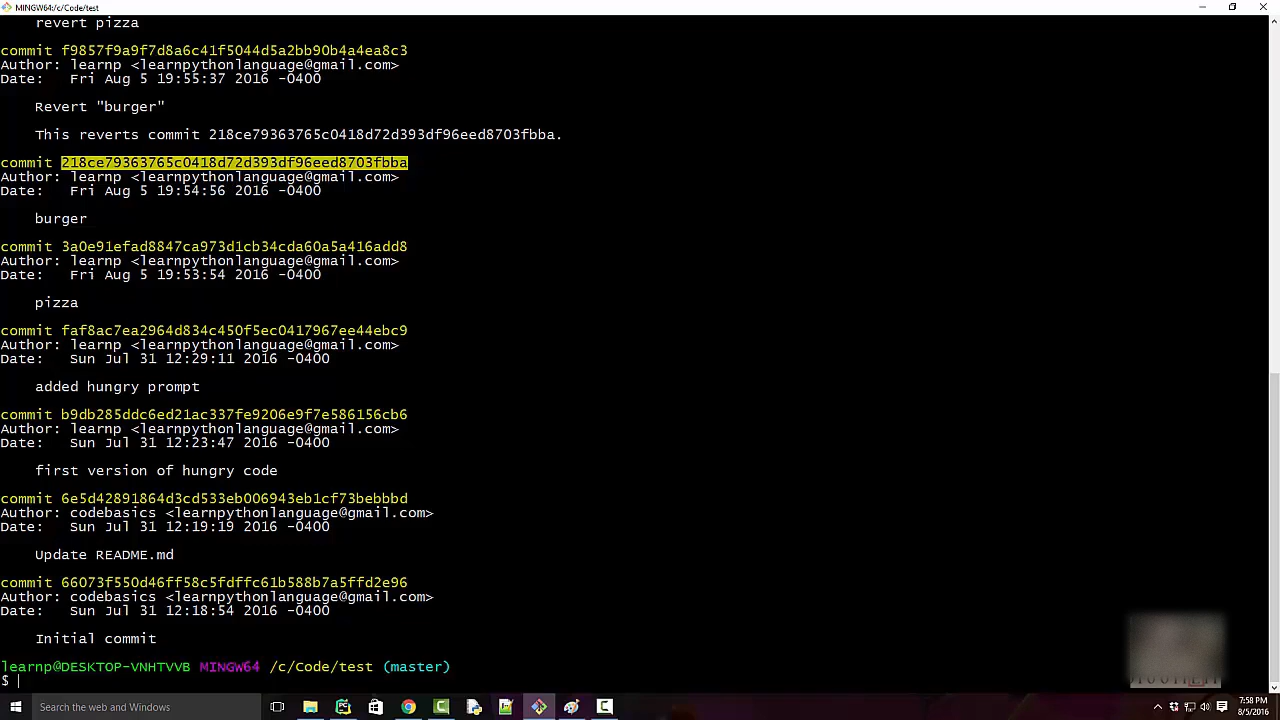 MINGW64:/c/Code/test
revert pizza
commit f9857f9a9f7d8a6c41f5044d5a2bb90b4a4ea8c3
Author: learnp <learnpythonlanguage@gmail.com>
Date:   Fri Aug 5 19:55:37 2016 -0400
Revert "burger"
This reverts commit 218ce79363765c0418d72d393df96eed8703fbba.
commit 218ce79363765c0418d72d393df96eed8703fbba
Author: learnp <learnpythonlanguage@gmail.com>
Date:   Fri Aug 5 19:54:56 2016 -0400
burger
commit 3a0e91efad8847ca973d1cb34cda60a5a416add8
Author: learnp <learnpythonlanguage@gmail.com>
Date:   Fri Aug 5 19:53:54 2016 -0400
pizza
commit faf8ac7ea2964d834c450f5ec0417967ee44ebc9
Author: learnp <learnpythonlanguage@gmail.com>
Date:   Sun Jul 31 12:29:11 2016 -0400
added hungry prompt
commit b9db285ddc6ed21ac337fe9206e9f7e586156cb6
Author: learnp <learnpythonlanguage@gmail.com>
Date:   Sun Jul 31 12:23:47 2016 -0400
first version of hungry code
commit 6e5d42891864d3cd533eb006943eb1cf73bebbbd
Author: codebasics <learnpythonlanguage@gmail.com>
Date:   Sun Jul 31 12:19:19 2016 -0400
Update README.md
commit 66073f550d46ff58c5fdffc61b588b7a5ffd2e96
Author: codebasics <learnpythonlanguage@gmail.com>
Date:   Sun Jul 31 12:18:54 2016 -0400
Initial commit
learnp@DESKTOP-VNHTVVB MINGW64 /c/Code/test (master)
$
Search the web and Windows
7:58 PM
8/5/2016